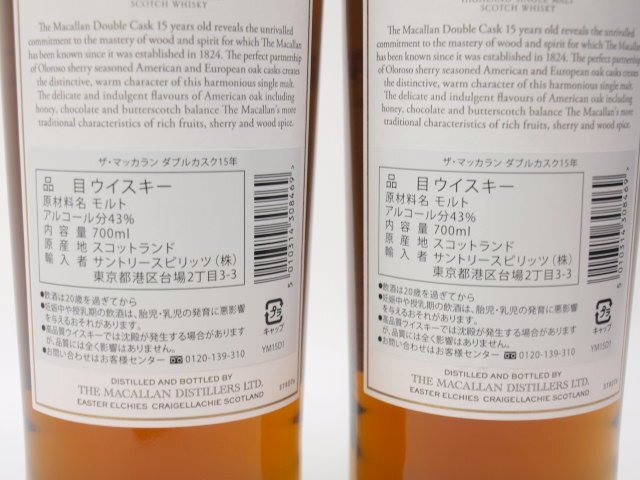 SCOTCH WHISKY
The Macallan Double Cask 15 years old reveals the unrivalled
commitment to the mastery of wood and spirit for which The Macallan
has been known since it was established in 1824. The perfect partnership
of Oloroso sherry seasoned American and European oak casks creates
the distinctive, warm character of this harmonious single malt.
The delicate and indulgent flavours of American oak including
honey, chocolate and butterscotch balance The Macallan's more
traditional characteristics of rich fruits, sherry and wood spice.
ザ・マッカラン ダブルカスク15年
品 目 ウイスキー
原材料名 モルト
アルコール分43%
内 容 量 700ml
原 産 地 スコットランド
輸 入 者 サントリースピリッツ(株)
東京都港区台場2丁目3-3
5010314308469>
●飲酒は20歳を過ぎてから
●妊娠中や授乳期の飲酒は、胎児・乳児の発育に悪影響
を与えるおそれがあります。
●高品質ウイスキーでは沈殿が発生する場合があります
が、品質には全く影響はありません。
●お問い合わせはお客様センター 0120-139-310
プラ
キャップ
YM15D1
DISTILLED AND BOTTLED BY
THE MACALLAN DISTILLERS LTD.
EASTER ELCHIES CRAIGELLACHIE SCOTLAND
HIGHLAND SINGLE MALT
SCOTCH WHISKY
The Macallan Double Cask 15 years old reveals the unrivalled
commitment to the mastery of wood and spirit for which The Macallan
has been known since it was established in 1824. The perfect partnership
of Oloroso sherry seasoned American and European oak casks creates
the distinctive, warm character of this harmonious single malt.
The delicate and indulgent flavours of American oak including
honey, chocolate and butterscotch balance The Macallan's more
traditional characteristics of rich fruits, sherry and wood spice.
ザ・マッカラン ダブルカスク15年
品 目 ウイスキー
原材料名 モルト
アルコール分43%
内 容 量 700ml
原 産 地 スコットランド
輸 入 者 サントリースピリッツ(株)
東京都港区台場2丁目3-3
5010314308469>
●飲酒は20歳を過ぎてから
●妊娠中や授乳期の飲酒は、胎児・乳児の発育に悪影響
を与えるおそれがあります。
●高品質ウイスキーでは沈殿が発生する場合があります
が、品質には全く影響はありません。
●お問い合わせはお客様センター 0120-139-310
プラ
キャップ
YM15D1
DISTILLED AND BOTTLED BY
THE MACALLAN DISTILLERS LTD.
EASTER ELCHIES CRAIGELLACHIE SCOTLAND